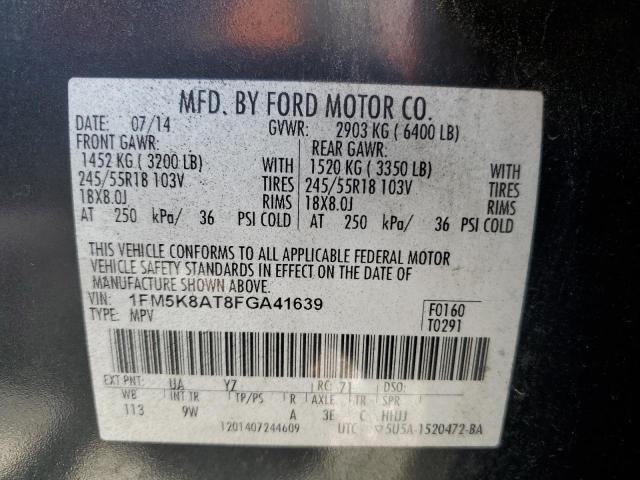 MFD. BY FORD MOTOR CO.
DATE: 07/14 GVWR: 2903 KG ( 6400 LB)
FRONT GAWR: REAR GAWR:
1452 KG ( 3200 LB) WITH 1520 KG ( 3350 LB) WITH
245/55R18 103V TIRES 245/55R18 103V TIRES
18X8.0J RIMS 18X8.0J RIMS
AT 250 kPa/ 36 PSI COLD AT 250 kPa/ 36 PSI COLD
THIS VEHICLE CONFORMS TO ALL APPLICABLE FEDERAL MOTOR
VEHICLE SAFETY STANDARDS IN EFFECT ON THE DATE OF
MANUFACTURE SHOWN ABOVE.
VIN: 1FM5K8AT8FGA41639 F0160
TYPE: MPV T0291
EXT PNT: UA YZ RC: 71 DSO:
WB INT TR TP/PS R AXLE TR SPR
113 9W A 3E C HHJJ
1201407244609 UTC 5U5A-1520472-BA